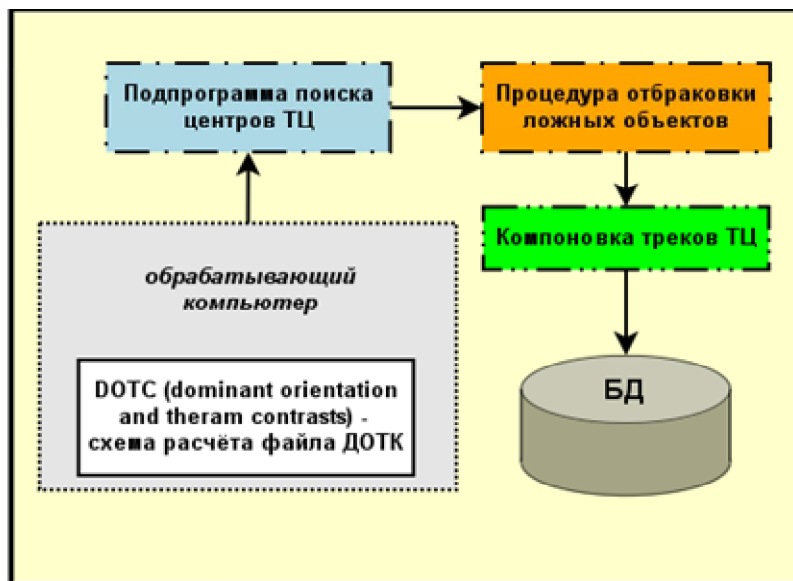 Подпрограмма поиска
центров ТЦ
Процедура отбраковки
ложных объектов
Компоновка треков ТЦ
обрабатывающий
компьютер
DOTC (dominant orientation
and theram contrasts) -
схема расчёта файла ДОТК
БД